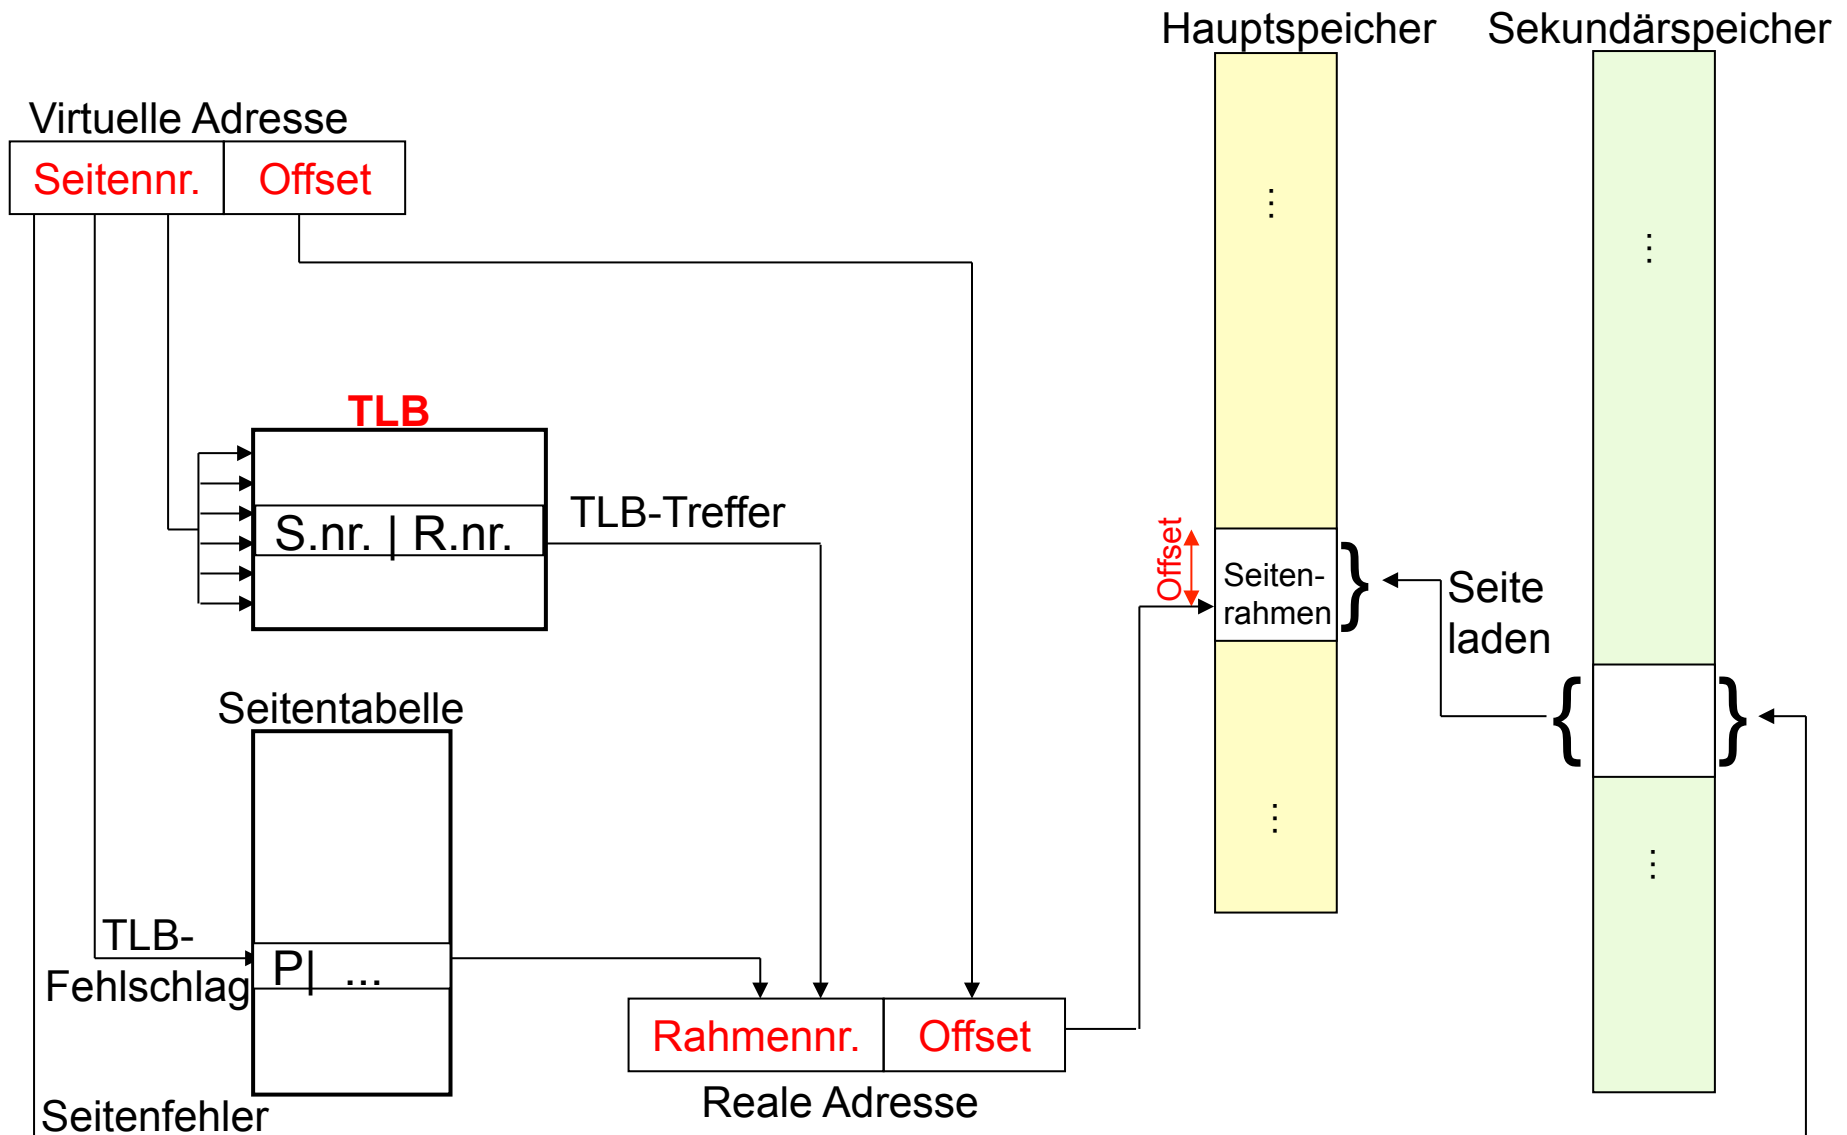 Hauptspeicher
Sekundärspeicher
Virtuelle Adresse
Seitennr.
Offset
⋮
⋮
TLB
S.nr. | R.nr.
TLB-Treffer
Offset
Seiten-
rahmen
}
Seite
laden
{
}
Seitentabelle
⋮
⋮
TLB-
Fehlschlag
P| ...
Rahmennr.
Offset
Reale Adresse
Seitenfehler